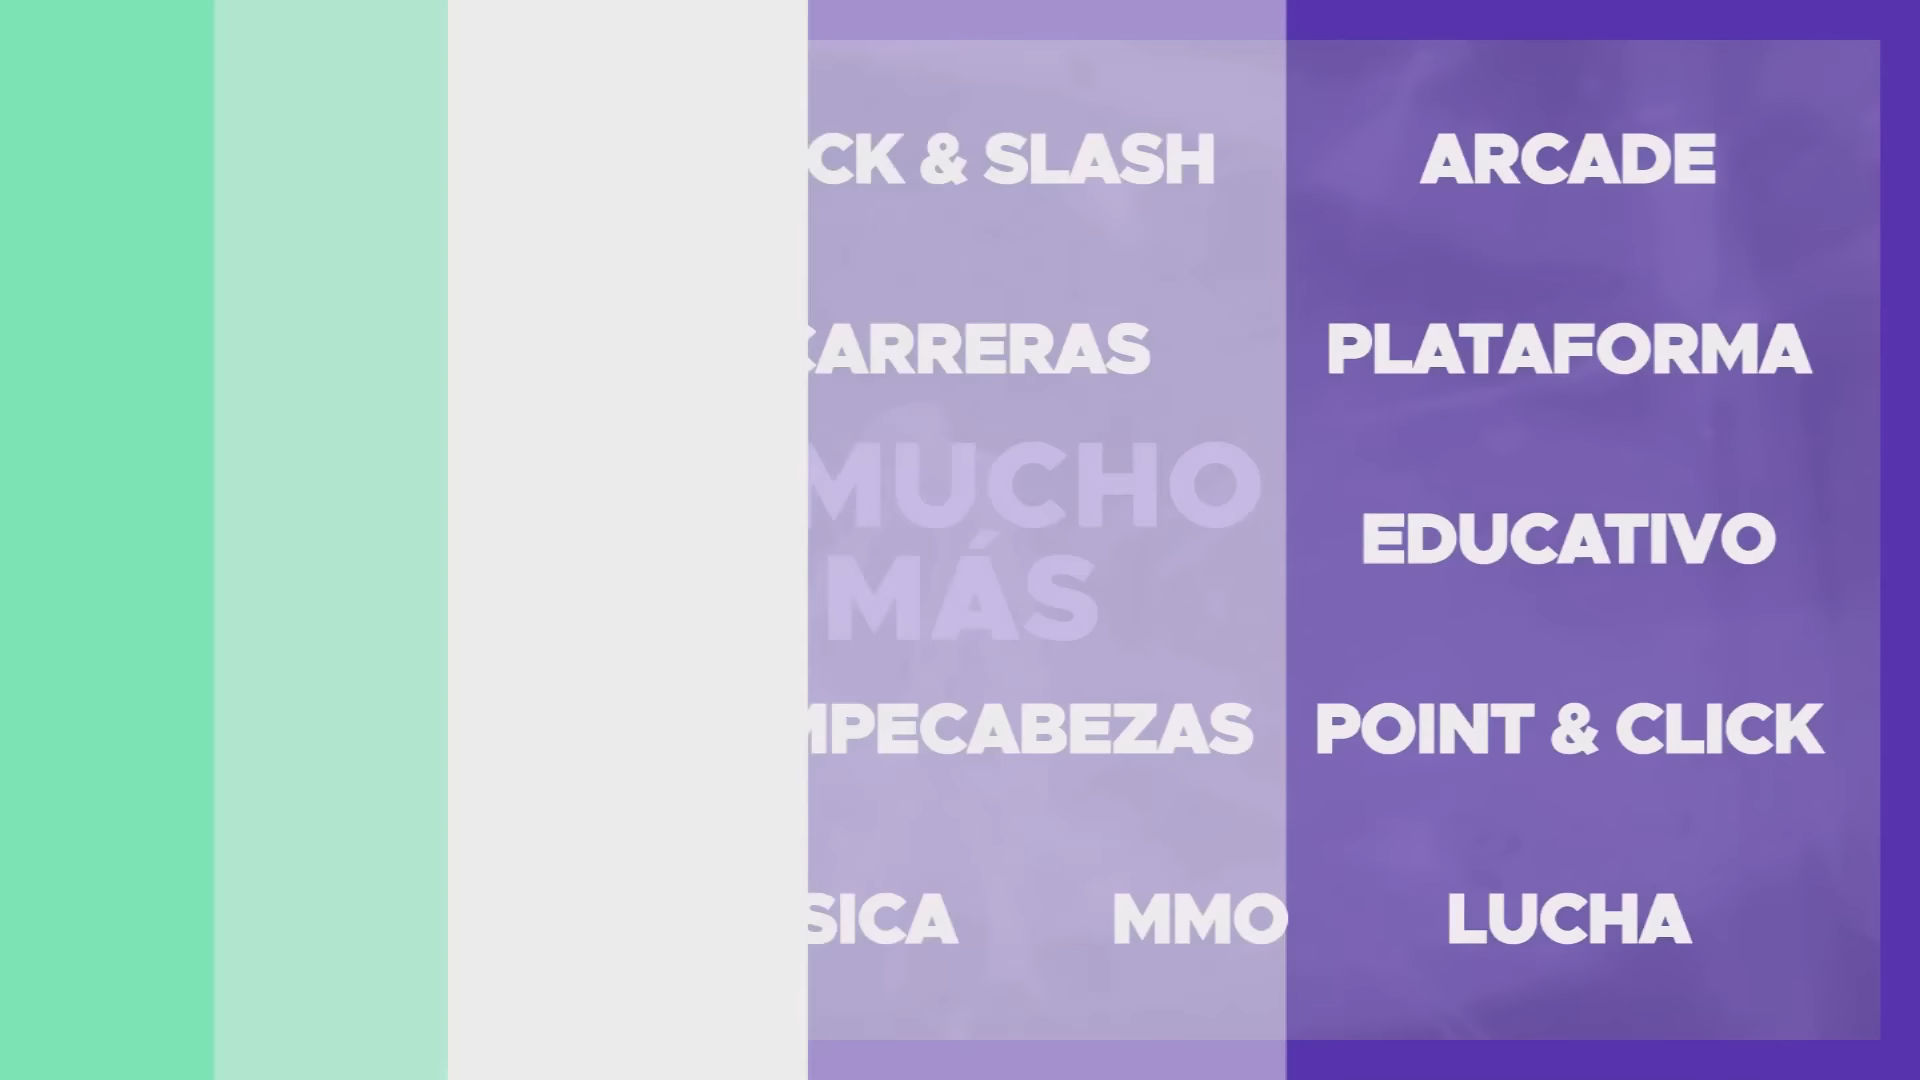 CK & SLASH ARCADE
CARRERAS PLATAFORMA
MUCHO
MÁS
EDUCATIVO
MPECABEZAS POINT & CLICK
SICA MMO LUCHA